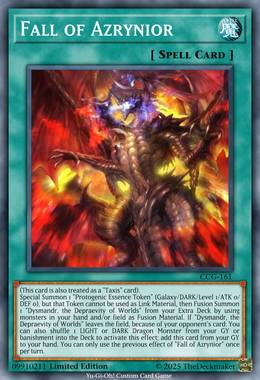 Fall of Azrynior
[ Spell Card ]
CCG-161
(This card is also treated as a "Taxis" card).
Special Summon 1 "Protogenic Essence Token" (Galaxy/DARK/Level 1/ATK 0/
DEF 0), but that Token cannot be used as Link Material, then Fusion Summon
1 "Dysmandr, the Depraevity of Worlds" from your Extra Deck by using
monsters in your hand and/or field as Fusion Material. If "Dysmandr, the
Depraevity of Worlds" leaves the field, because of your opponent's card: You
can also shuffle 1 LIGHT or DARK Dragon Monster from your GY or
banishment into the Deck to activate this effect; add this card from your GY
to your hand. You can only use the previous effect of "Fall of Azrynior" once
per turn.
09910211 Limited Edition © 2025 TheDeckmaker
Yu-Gi-Oh! Custom Card Game